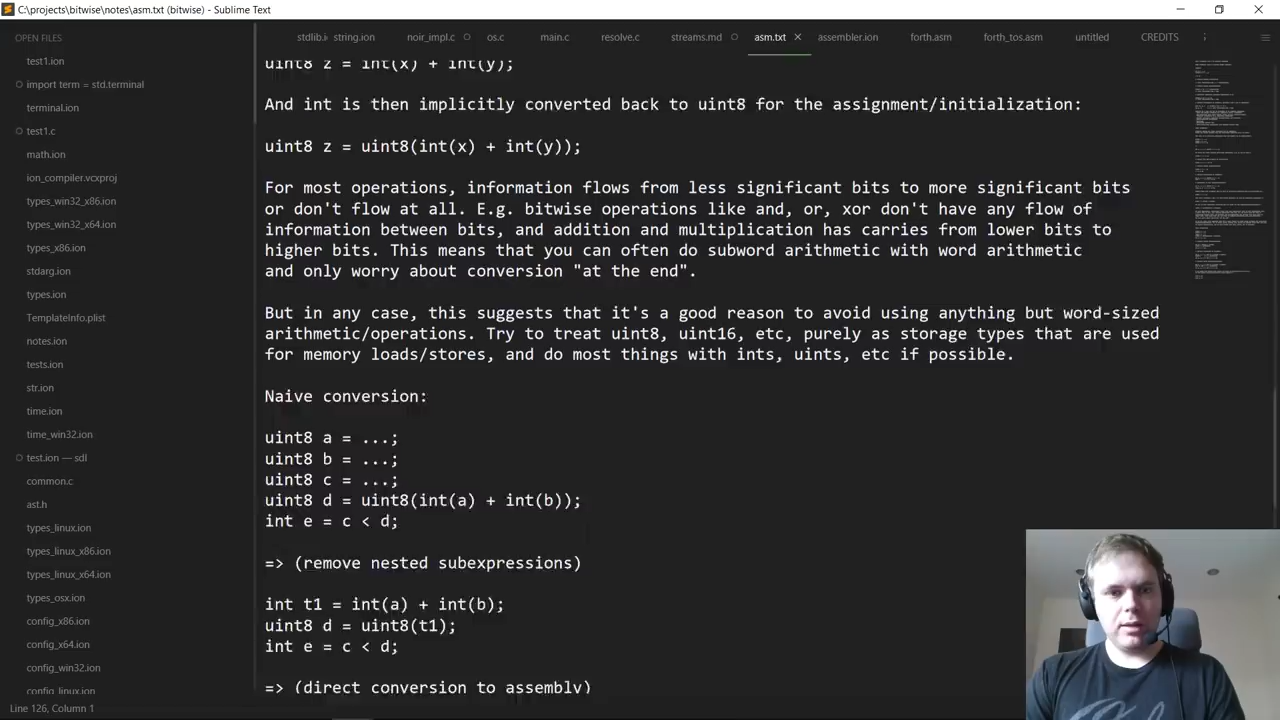 C:\projects\bitwise\notes\asm.txt (bitwise) - Sublime Text
OPEN FILES
test1.ion
import term = std.terminal
terminal.ion
test1.c
math.ion
ion_compiler.vcxproj
types_win32_x86.ion
types_win32_x64.ion
types_x86.ion
stdarg.ion
types.ion
TemplateInfo.plist
notes.ion
tests.ion
str.ion
time.ion
time_win32.ion
test.ion — sdl
common.c
ast.h
types_linux.ion
types_linux_x86.ion
types_linux_x64.ion
types_osx.ion
config_x86.ion
config_x64.ion
config_win32.ion
config_linux.ion
stdlib.i
string.ion
noir_impl.c
os.c
main.c
resolve.c
streams.md
asm.txt
assembler.ion
forth.asm
forth_tos.asm
untitled
CREDITS
uint8 z = int(x) + int(y);
And int is then implicitly converted back to uint8 for the assignment/initialization:
uint8 z = uint8(int(x) + int(y));
For most operations, information flows from less significant bits to more significant bits
or don't flow at all. E.g. bitwise operations like or, and, xor don't have any flow of
information between bits. And addition and multiplication has carries from lower bits to
higher bits. The means that you can often do subword arithmetic with word arithmetic
and only worry about conversion "at the end".
But in any case, this suggests that it's a good reason to avoid using anything but word-sized
arithmetic/operations. Try to treat uint8, uint16, etc, purely as storage types that are used
for memory loads/stores, and do most things with ints, uints, etc if possible.
Naive conversion:
uint8 a = ...;
uint8 b = ...;
uint8 c = ...;
uint8 d = uint8(int(a) + int(b));
int e = c < d;
=> (remove nested subexpressions)
int t1 = int(a) + int(b);
uint8 d = uint8(t1);
int e = c < d;
=> (direct conversion to assembly)
Line 126, Column 1